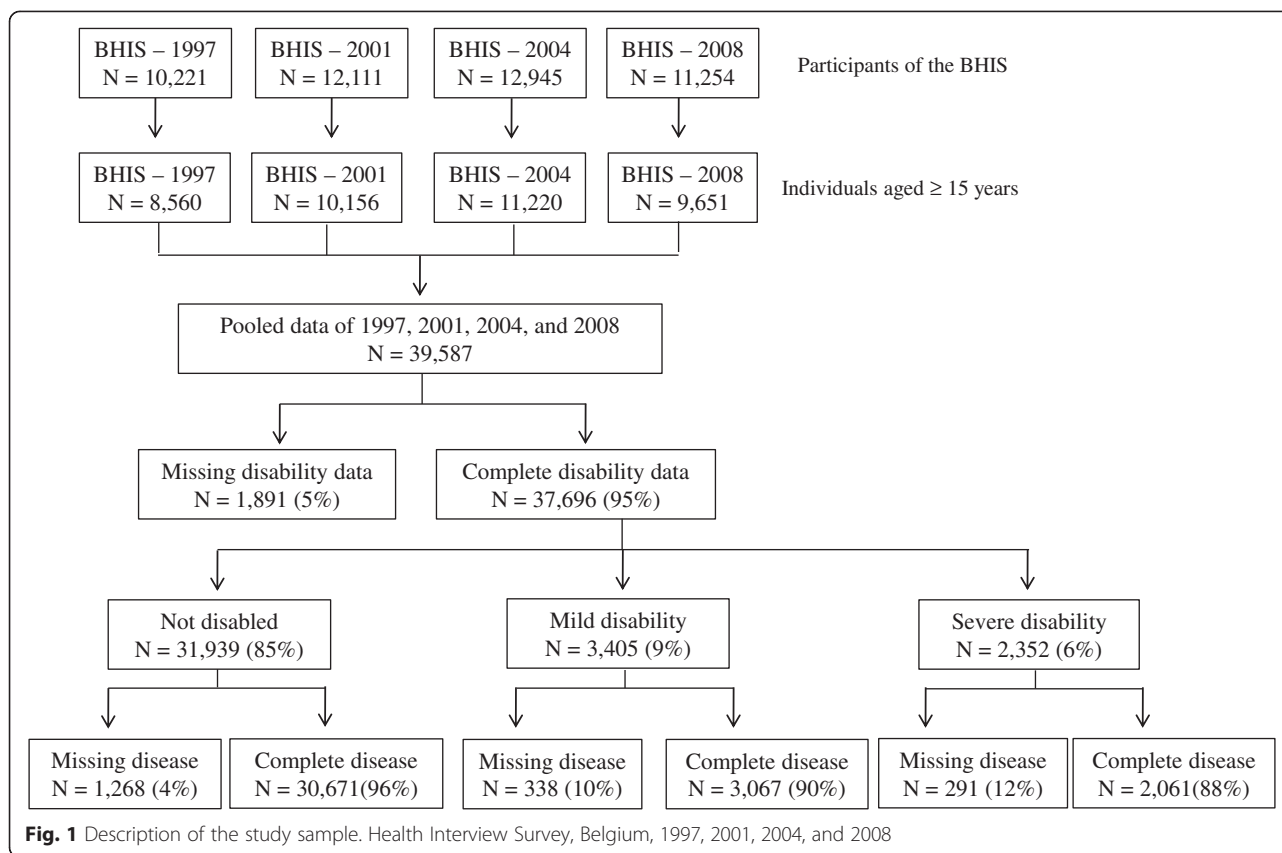 BHIS – 1997
N = 10,221
BHIS – 2001
N = 12,111
BHIS – 2004
N = 12,945
BHIS – 2008
N = 11,254
Participants of the BHIS
BHIS – 1997
N = 8,560
BHIS – 2001
N = 10,156
BHIS – 2004
N = 11,220
BHIS – 2008
N = 9,651
Individuals aged ≥ 15 years
Pooled data of 1997, 2001, 2004, and 2008
N = 39,587
Missing disability data
N = 1,891 (5%)
Complete disability data
N = 37,696 (95%)
Not disabled
N = 31,939 (85%)
Mild disability
N = 3,405 (9%)
Severe disability
N = 2,352 (6%)
Missing disease
N = 1,268 (4%)
Complete disease
N = 30,671(96%)
Missing disease
N = 338 (10%)
Complete disease
N = 3,067 (90%)
Missing disease
N = 291 (12%)
Complete disease
N = 2,061(88%)
Fig. 1 Description of the study sample. Health Interview Survey, Belgium, 1997, 2001, 2004, and 2008